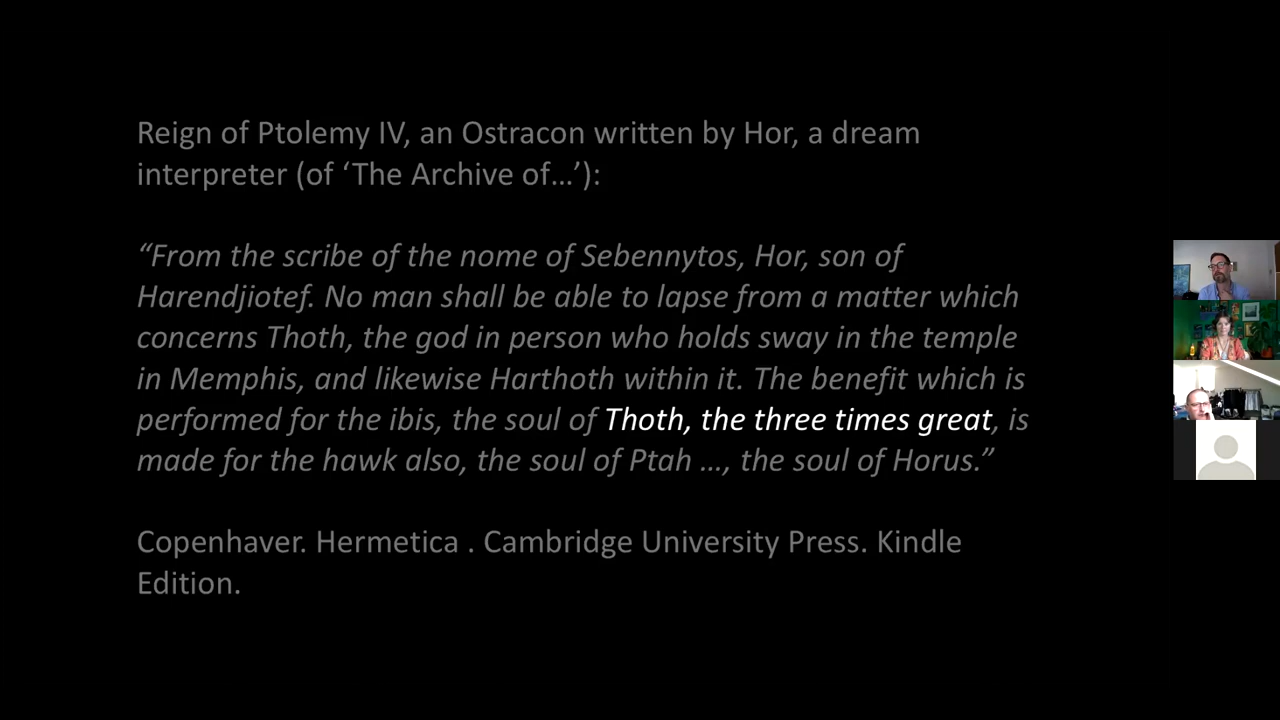 Reign of Ptolemy IV, an Ostracon written by Hor, a dream
interpreter (of ‘The Archive of…’):
“From the scribe of the nome of Sebennytos, Hor, son of
Harendjiotef. No man shall be able to lapse from a matter which
concerns Thoth, the god in person who holds sway in the temple
in Memphis, and likewise Harthoth within it. The benefit which is
performed for the ibis, the soul of Thoth, the three times great, is
made for the hawk also, the soul of Ptah …, the soul of Horus.”
Copenhaver. Hermetica . Cambridge University Press. Kindle
Edition.